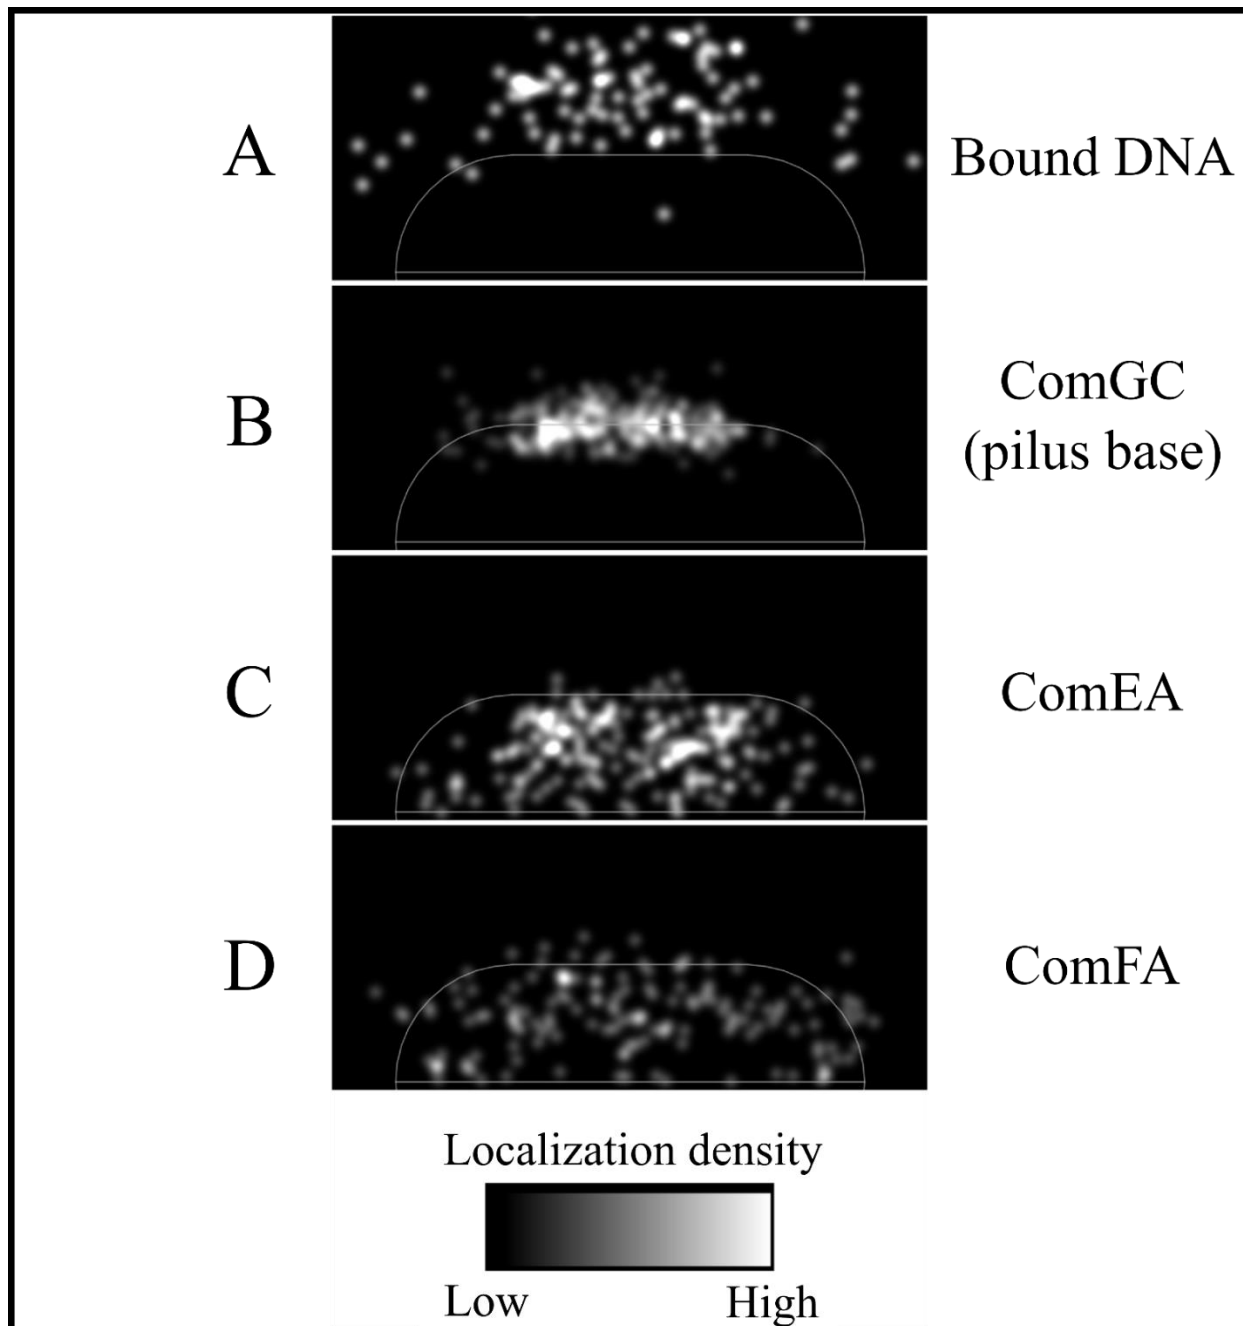 A
Bound DNA
B
ComGC
(pilus base)
C
ComEA
D
ComFA
Localization density
Low High